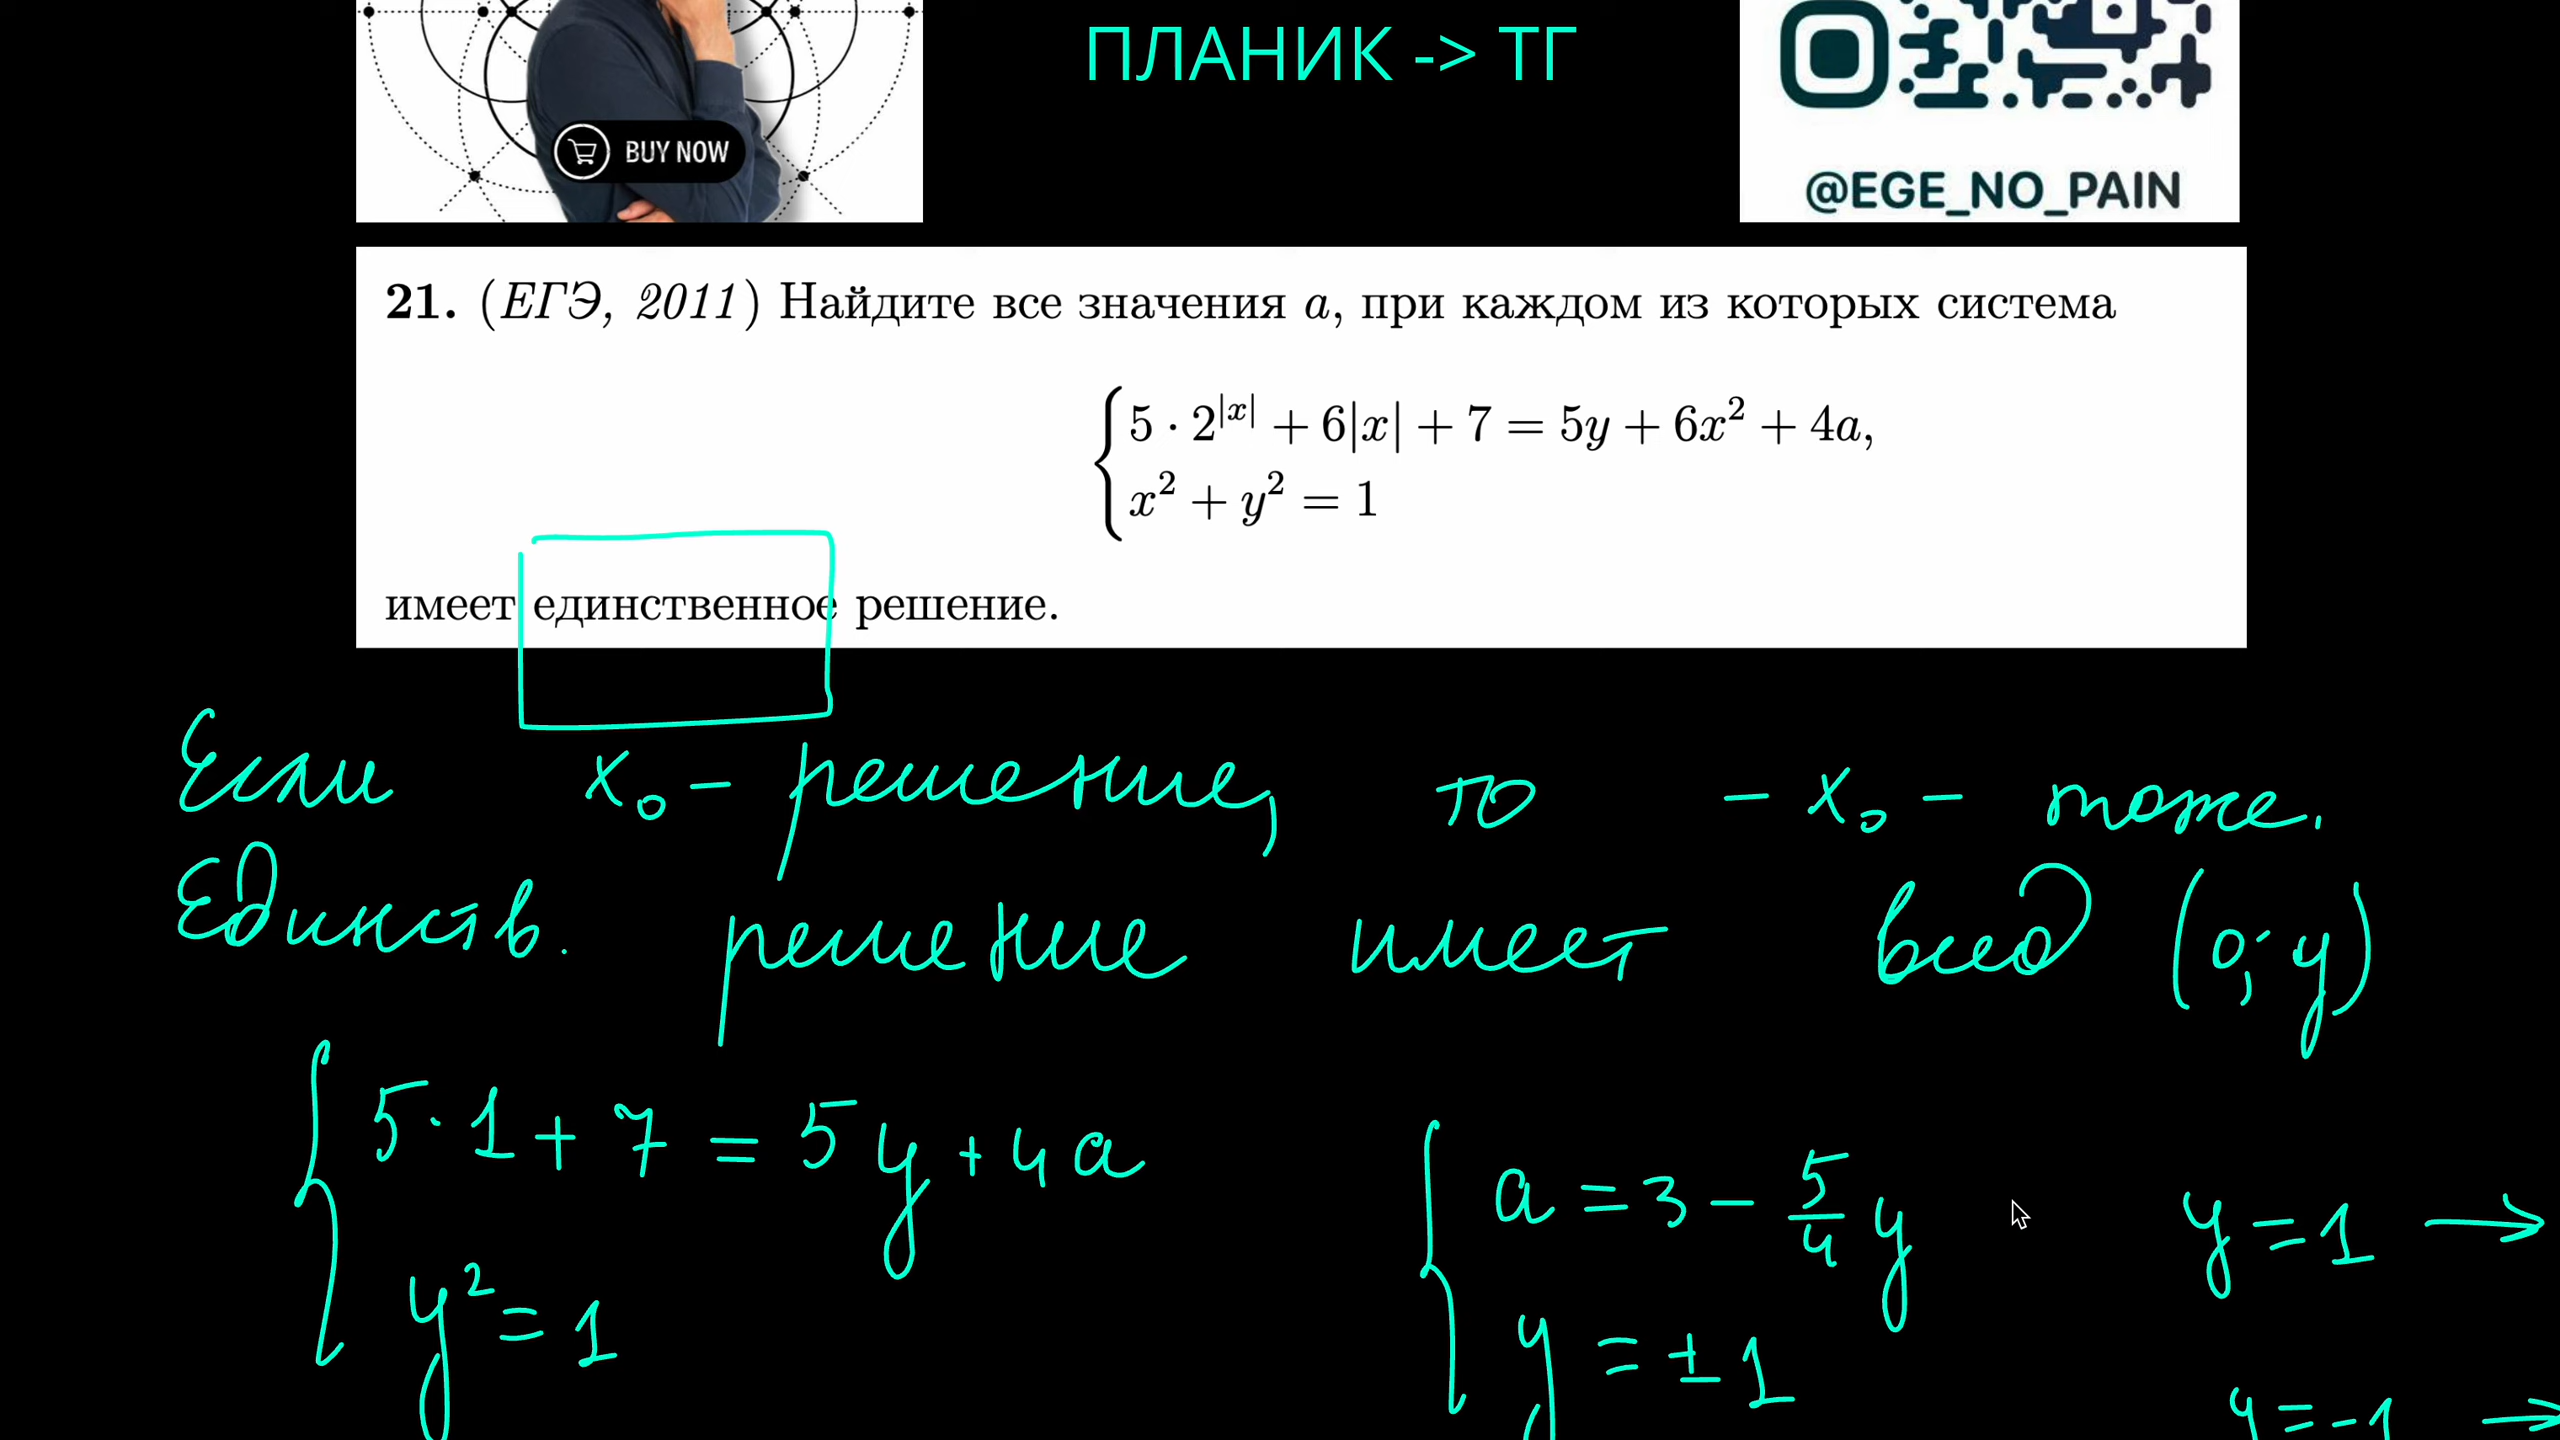 ПЛАНИК -> ТГ
BUY NOW
@EGE_NO_PAIN
21. (ЕГЭ, 2011) Найдите все значения a, при каждом из которых система
5 · 2^|x| + 6|x| + 7 = 5y + 6x² + 4a,
x² + y² = 1
имеет единственное решение.
Если x₀ - решение, то - x₀ - тоже.
Единств. решение имеет вид (0; y)
5·1 + 7 = 5y + 4a
y² = 1
a = 3 - 5/4 y
y = ± 1
y = 1 →
y = -1 →